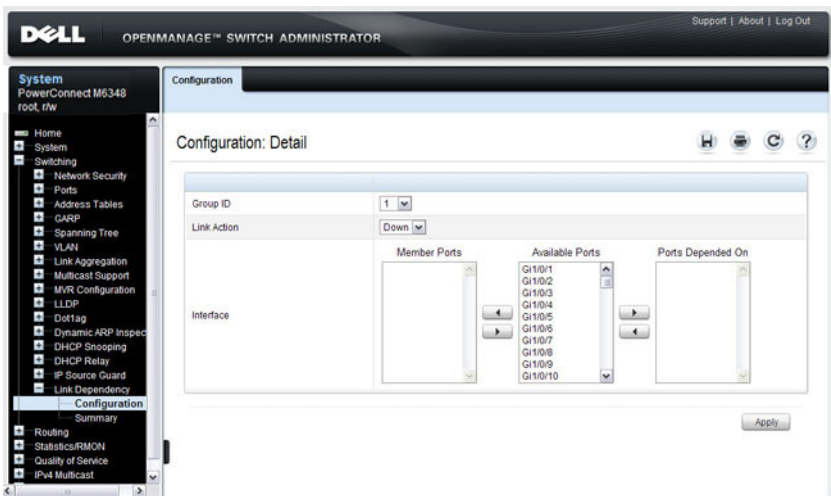 Support | About | Log Out
DELL
OPENMANAGE™ SWITCH ADMINISTRATOR
System
PowerConnect M6348
root, r/w
Home
System
Switching
Network Security
Ports
Address Tables
GARP
Spanning Tree
VLAN
Link Aggregation
Multicast Support
MVR Configuration
LLDP
Dot1ag
Dynamic ARP Inspec
DHCP Snooping
DHCP Relay
IP Source Guard
Link Dependency
Configuration
Summary
Routing
Statistics/RMON
Quality of Service
IPv4 Multicast
Configuration
Configuration: Detail
Group ID
1
Link Action
Down
Interface
Member Ports
Available Ports
Ports Depended On
Gi1/0/1
Gi1/0/2
Gi1/0/3
Gi1/0/4
Gi1/0/5
Gi1/0/6
Gi1/0/7
Gi1/0/8
Gi1/0/9
Gi1/0/10
Apply